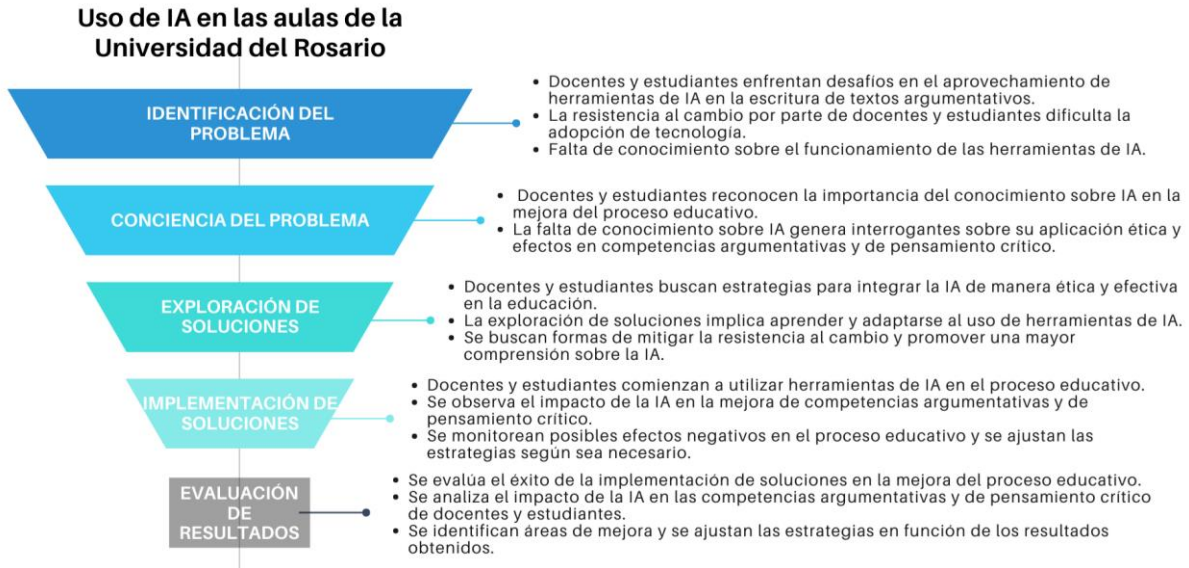 Uso de IA en las aulas de la
Universidad del Rosario
IDENTIFICACIÓN DEL
PROBLEMA
• Docentes y estudiantes enfrentan desafíos en el aprovechamiento de
herramientas de IA en la escritura de textos argumentativos.
• La resistencia al cambio por parte de docentes y estudiantes dificulta la
adopción de tecnología.
• Falta de conocimiento sobre el funcionamiento de las herramientas de IA.
CONCIENCIA DEL PROBLEMA
• Docentes y estudiantes reconocen la importancia del conocimiento sobre IA en la
mejora del proceso educativo.
• La falta de conocimiento sobre IA genera interrogantes sobre su aplicación ética y
efectos en competencias argumentativas y de pensamiento crítico.
EXPLORACIÓN DE
SOLUCIONES
• Docentes y estudiantes buscan estrategias para integrar la IA de manera ética y efectiva
en la educación.
• La exploración de soluciones implica aprender y adaptarse al uso de herramientas de IA.
• Se buscan formas de mitigar la resistencia al cambio y promover una mayor
comprensión sobre la IA.
IMPLEMENTACIÓN DE
SOLUCIONES
• Docentes y estudiantes comienzan a utilizar herramientas de IA en el proceso educativo.
• Se observa el impacto de la IA en la mejora de competencias argumentativas y de
pensamiento crítico.
• Se monitorean posibles efectos negativos en el proceso educativo y se ajustan las
estrategias según sea necesario.
EVALUACIÓN
DE
RESULTADOS
• Se evalúa el éxito de la implementación de soluciones en la mejora del proceso educativo.
• Se analiza el impacto de la IA en las competencias argumentativas y de pensamiento crítico
de docentes y estudiantes.
• Se identifican áreas de mejora y se ajustan las estrategias en función de los resultados
obtenidos.